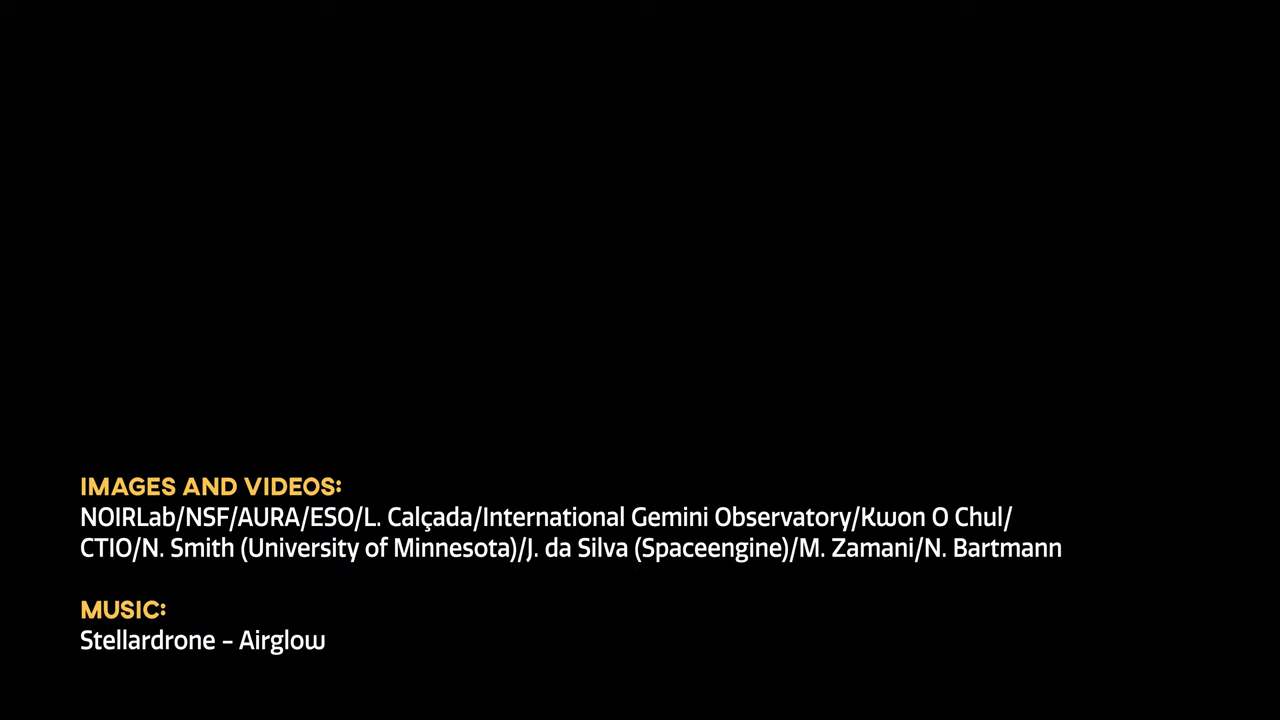 IMAGES AND VIDEOS:
NOIRLab/NSF/AURA/ESO/L. Calçada/International Gemini Observatory/Kwon O Chul/
CTIO/N. Smith (University of Minnesota)/J. da Silva (Spaceengine)/M. Zamani/N. Bartmann
MUSIC:
Stellardrone – Airglow